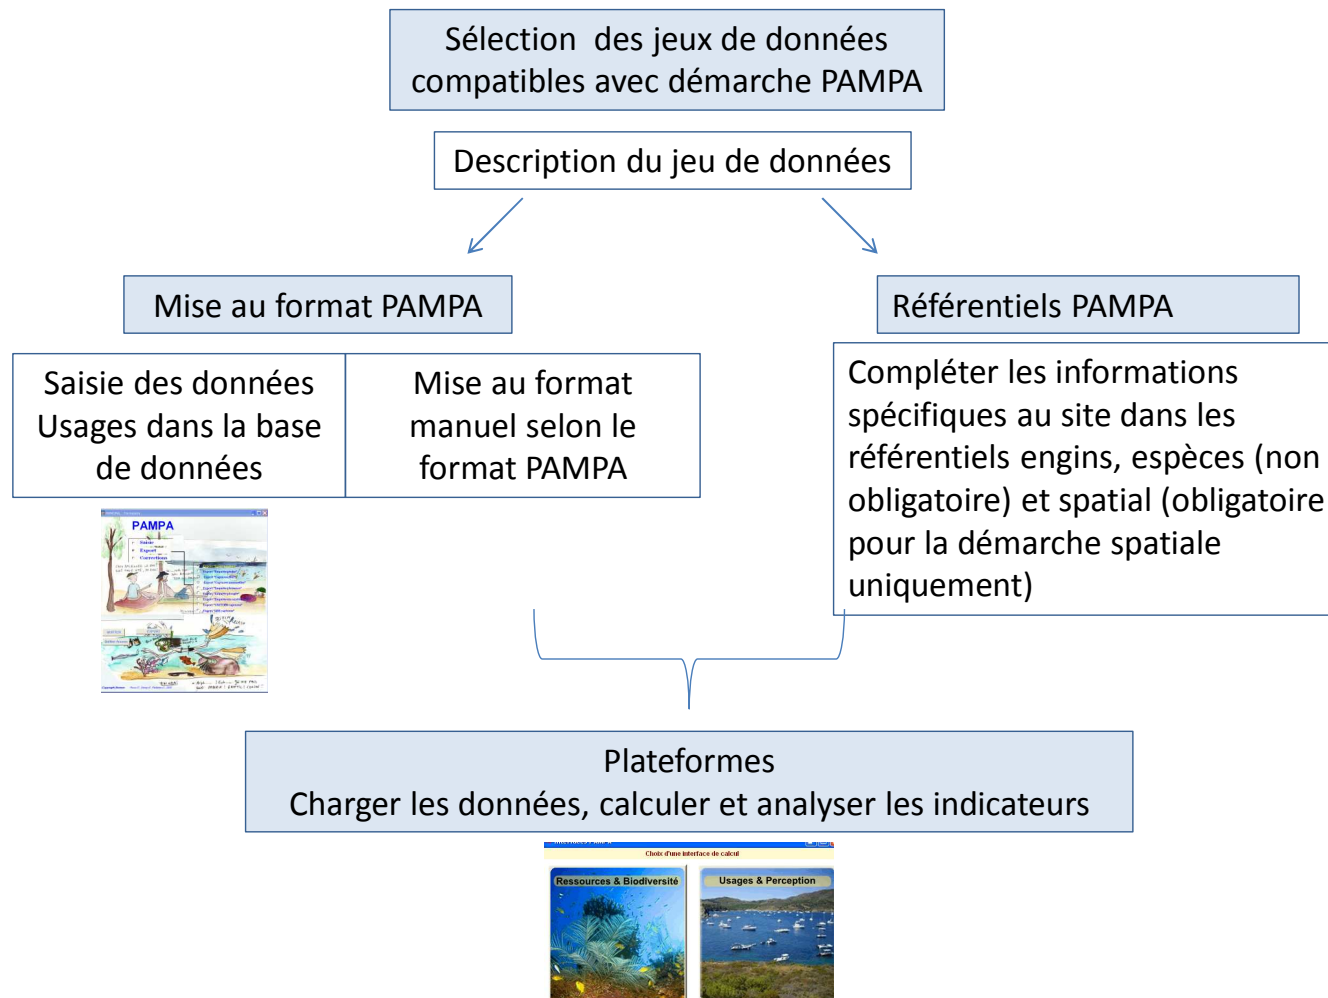 Sélection des jeux de données
compatibles avec démarche PAMPA
Description du jeu de données
Mise au format PAMPA
Référentiels PAMPA
Saisie des données
Usages dans la base
de données
Mise au format
manuel selon le
format PAMPA
Compléter les informations
spécifiques au site dans les
référentiels engins, espèces (non
obligatoire) et spatial (obligatoire
pour la démarche spatiale
uniquement)
PAMPA
Saisie
Export
Corrections
Plateformes
Charger les données, calculer et analyser les indicateurs
Choix d'une interface de calcul
Ressources & Biodiversité
Usages & Perception